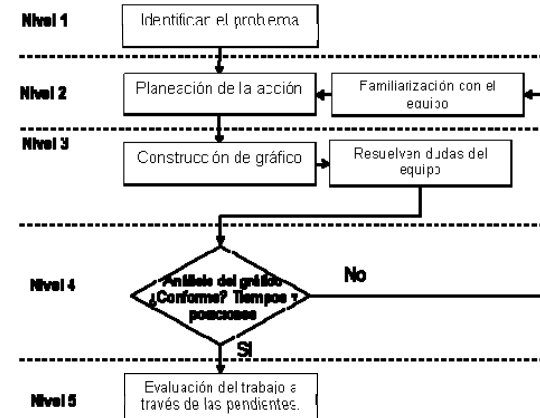 Nivel 1
Identificar el problema
Nivel 2
Planeación de la acción
Familiarización con el
equipo
Nivel 3
Construcción de gráfico
Resuelven dudas del
equipo
Nivel 4
Análisis del gráfico
¿Conforme? Tiempos y
posiciones
No
Si
Nivel 5
Evaluación del trabajo a
través de las pendientes.